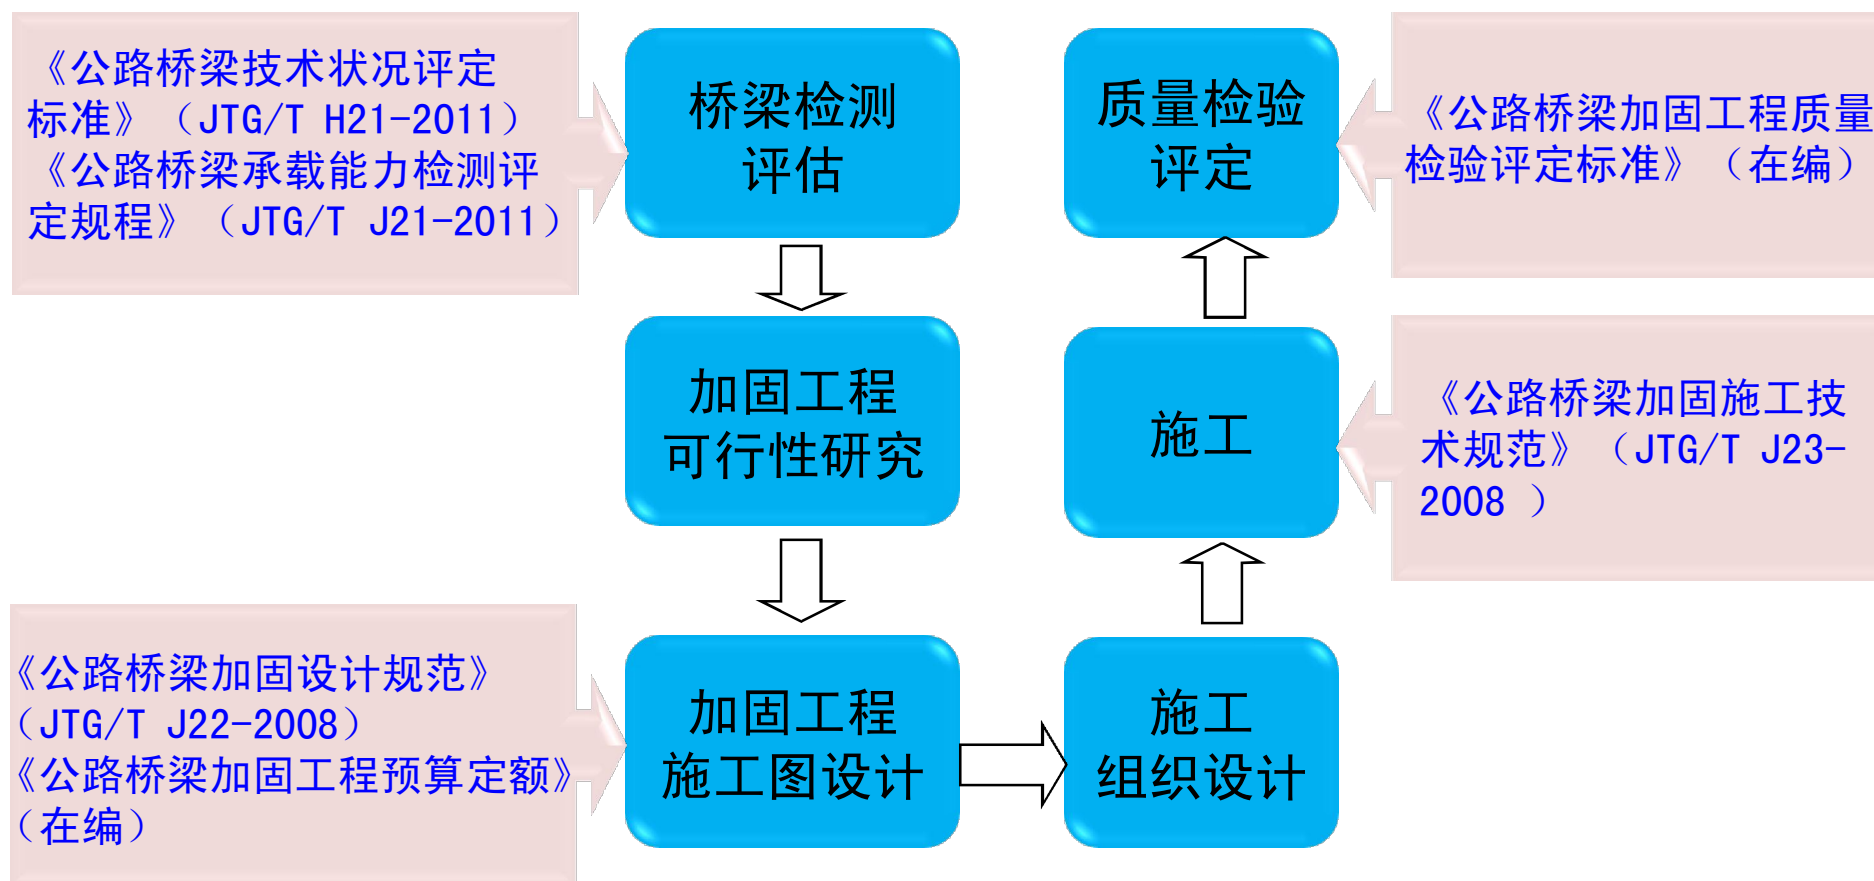 《公路桥梁技术状况评定
标准》（JTG/T H21-2011）
《公路桥梁承载能力检测评
定规程》（JTG/T J21-2011）
桥梁检测
评估
加固工程
可行性研究
《公路桥梁加固设计规范》
（JTG/T J22-2008）
《公路桥梁加固工程预算定额》
（在编）
加固工程
施工图设计
施工
组织设计
施工
《公路桥梁加固施工技
术规范》（JTG/T J23-
2008 ）
质量检验
评定
《公路桥梁加固工程质量
检验评定标准》（在编）